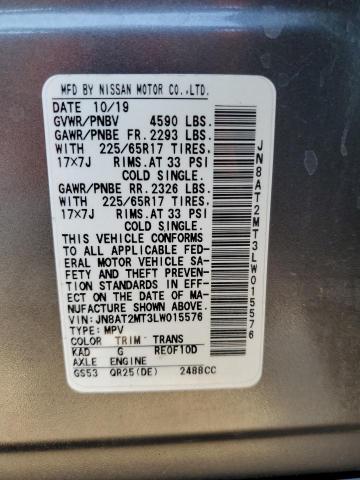 MFD BY NISSAN MOTOR CO.,LTD.
DATE 10/19
GVWR/PNBV 4590 LBS.
GAWR/PNBE FR. 2293 LBS.
WITH 225/65R17 TIRES
17×7J RIMS. AT 33 PSI
COLD SINGLE.
GAWR/PNBE RR. 2326 LBS.
WITH 225/65R17 TIRES
17×7J RIMS. AT 33 PSI
COLD SINGLE.
THIS VEHICLE CONFORMS
TO ALL APPLICABLE FED-
ERAL MOTOR VEHICLE SA-
FETY AND THEFT PREVEN-
TION STANDARDS IN EFF-
ECT ON THE DATE OF MA-
NUFACTURE SHOWN ABOVE.
VIN: JN8AT2MT3LW015576
TYPE: MPV
COLOR TRIM TRANS
KAD G RE0F10D
AXLE ENGINE
GS53 QR25(DE) 2488CC
JN8AT2MT3LW015576